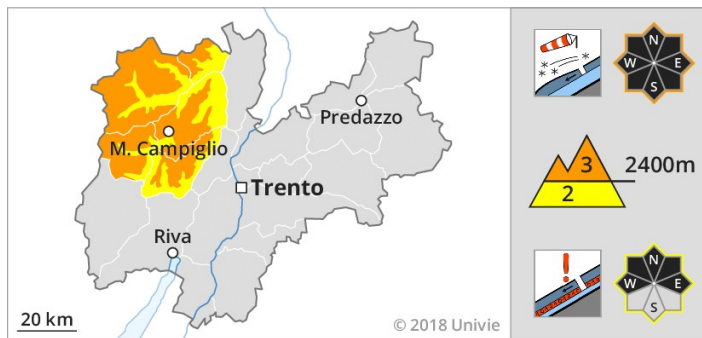 Predazzo
M. Campiglio
Trento
Riva
20 km
© 2018 Univie
N
W E
S
3 2400m
2
N
W E
S